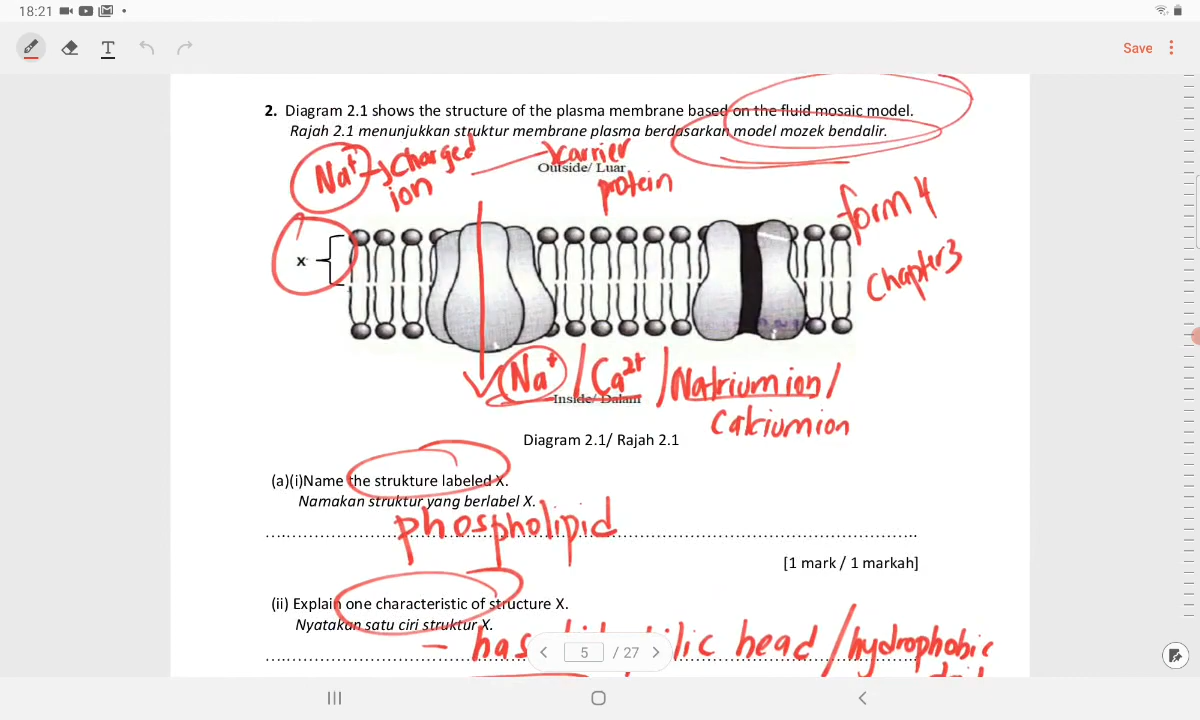 18:21
T
Save
2. Diagram 2.1 shows the structure of the plasma membrane based on the fluid mosaic model.
Rajah 2.1 menunjukkan struktur membrane plasma berdasarkan model mozek bendalir.
Na⁺ → charged
ion
carrier
protein
Outside/ Luar
form 4
chapter 3
X
Na⁺ / Ca²⁺ / Natrium ion /
Calcium ion
Inside/ Dalam
Diagram 2.1/ Rajah 2.1
(a)(i)Name the strukture labeled X.
Namakan struktur yang berlabel X.
phospholipid
[1 mark / 1 markah]
(ii) Explain one characteristic of structure X.
Nyatakan satu ciri struktur X.
- has ilic head / hydrophobic
5 / 27